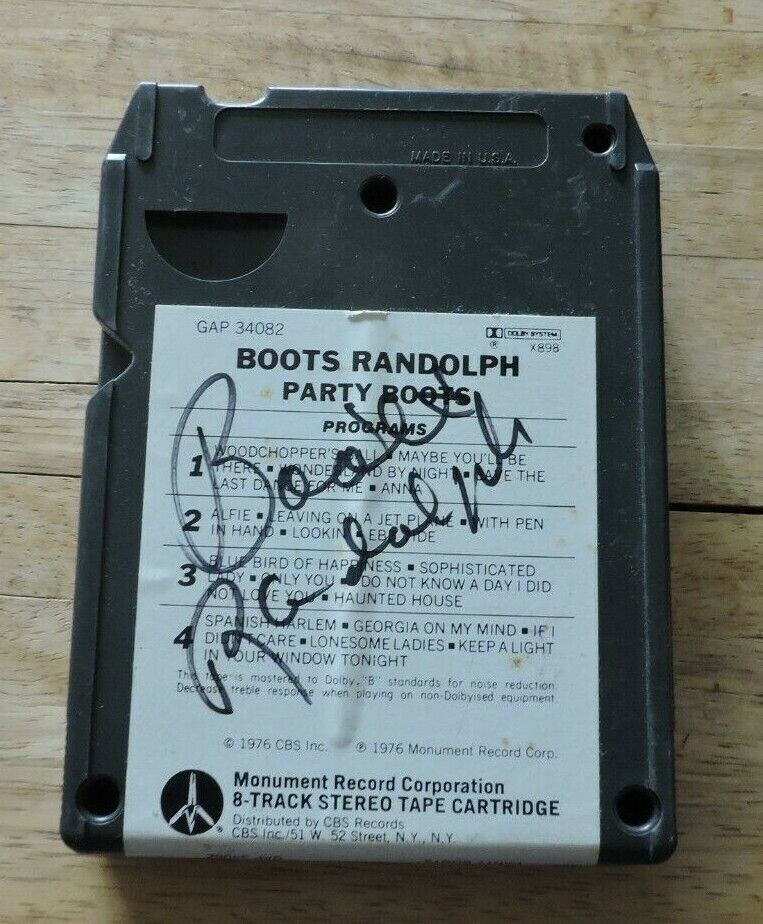 MADE IN U.S.A.
GAP 34082
DOLBY SYSTEM
®
X898
BOOTS RANDOLPH
PARTY BOOTS
PROGRAMS
1 WOODCHOPPER'S BALL ▪ MAYBE YOU'LL BE
THERE ▪ WONDERLAND BY NIGHT ▪ SAVE THE
LAST DANCE FOR ME ▪ ANNA
2 ALFIE ▪ LEAVING ON A JET PLANE ▪ WITH PEN
IN HAND ▪
3 BLUE BIRD OF HAPPINESS ▪ SOPHISTICATED
LADY ▪ ONLY YOU ▪ I DO NOT KNOW A DAY I DID
NOT LOVE YOU ▪ HAUNTED HOUSE
4 SPANISH HARLEM ▪ GEORGIA ON MY MIND ▪ IF I
DIDN'T CARE ▪ LONESOME LADIES ▪ KEEP A LIGHT
IN YOUR WINDOW TONIGHT
This tape is mastered to Dolby "B" standards for noise reduction.
Decrease treble response when playing on non-Dolbyised equipment.
Boots
Randolph
© 1976 CBS Inc. ℗ 1976 Monument Record Corp.
Monument Record Corporation
8-TRACK STEREO TAPE CARTRIDGE
Distributed by CBS Records
CBS Inc./51 W. 52 Street, N.Y., N.Y.